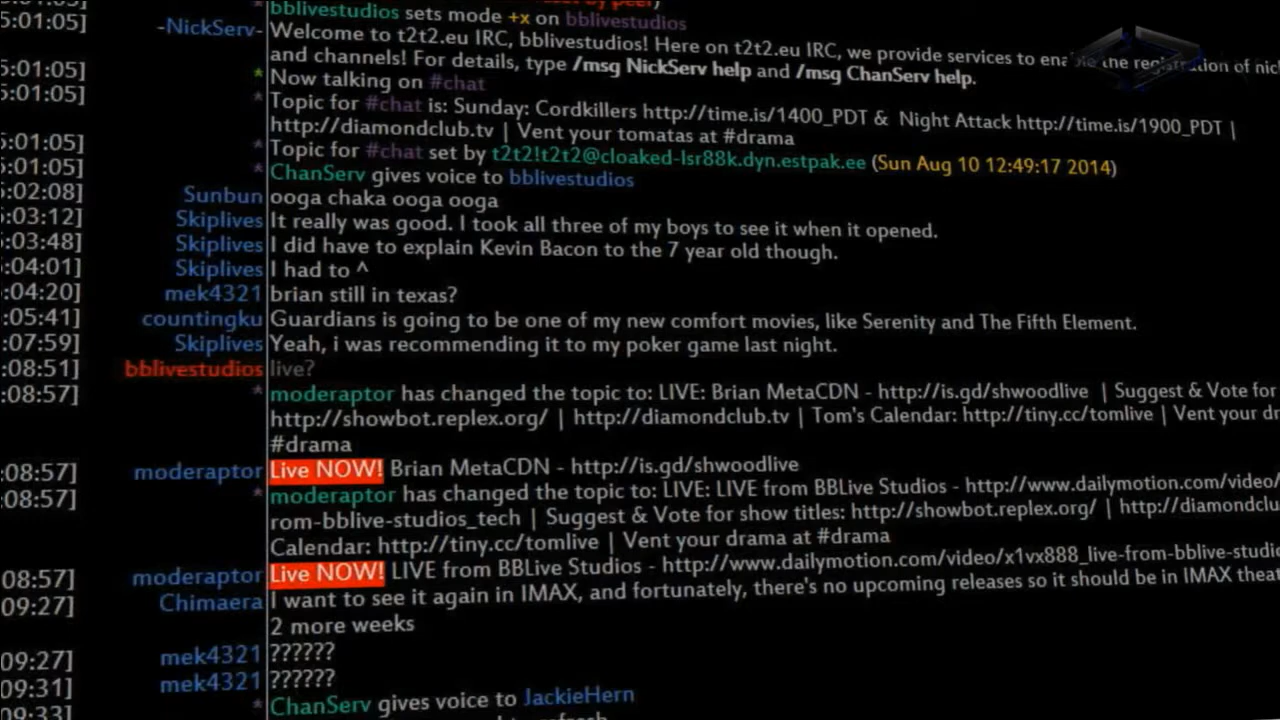 5:01:05] bblivestudios sets mode +x on bblivestudios
5:01:05] -NickServ- Welcome to t2t2.eu IRC, bblivestudios! Here on t2t2.eu IRC, we provide services to enable the registration of nick
and channels! For details, type /msg NickServ help and /msg ChanServ help.
5:01:05] * Now talking on #chat
5:01:05] * Topic for #chat is: Sunday: Cordkillers http://time.is/1400_PDT & Night Attack http://time.is/1900_PDT |
http://diamondclub.tv | Vent your tomatas at #drama
5:01:05] * Topic for #chat set by t2t2!t2t2@cloaked-lsr88k.dyn.estpak.ee (Sun Aug 10 12:49:17 2014)
5:01:05] * ChanServ gives voice to bblivestudios
:02:08] Sunbun ooga chaka ooga ooga
:03:12] Skiplives It really was good. I took all three of my boys to see it when it opened.
:03:48] Skiplives I did have to explain Kevin Bacon to the 7 year old though.
:04:01] Skiplives I had to ^
:04:20] mek4321 brian still in texas?
:05:41] countingku Guardians is going to be one of my new comfort movies, like Serenity and The Fifth Element.
:07:59] Skiplives Yeah, i was recommending it to my poker game last night.
:08:51] bblivestudios live?
:08:57] * moderaptor has changed the topic to: LIVE: Brian MetaCDN - http://is.gd/shwoodlive | Suggest & Vote for
http://showbot.replex.org/ | http://diamondclub.tv | Tom's Calendar: http://tiny.cc/tomlive | Vent your dr
#drama
:08:57] moderaptor Live NOW! Brian MetaCDN - http://is.gd/shwoodlive
:08:57] * moderaptor has changed the topic to: LIVE: LIVE from BBLive Studios - http://www.dailymotion.com/video/
rom-bblive-studios_tech | Suggest & Vote for show titles: http://showbot.replex.org/ | http://diamondclu
Calendar: http://tiny.cc/tomlive | Vent your drama at #drama
08:57] moderaptor Live NOW! LIVE from BBLive Studios - http://www.dailymotion.com/video/x1vx888_live-from-bblive-studio
09:27] Chimaera I want to see it again in IMAX, and fortunately, there's no upcoming releases so it should be in IMAX theat
2 more weeks
09:27] mek4321 ??????
09:31] mek4321 ??????
09:33] * ChanServ gives voice to JackieHern